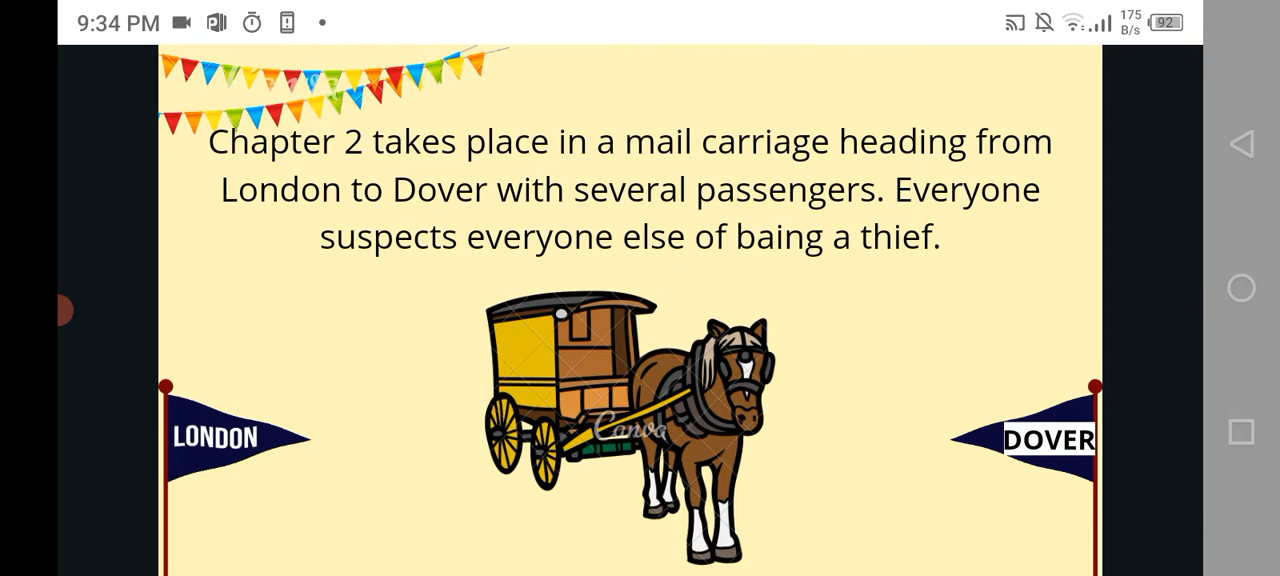 9:34 PM
175
B/s
92
Chapter 2 takes place in a mail carriage heading from
London to Dover with several passengers. Everyone
suspects everyone else of baing a thief.
Canva
LONDON
DOVER